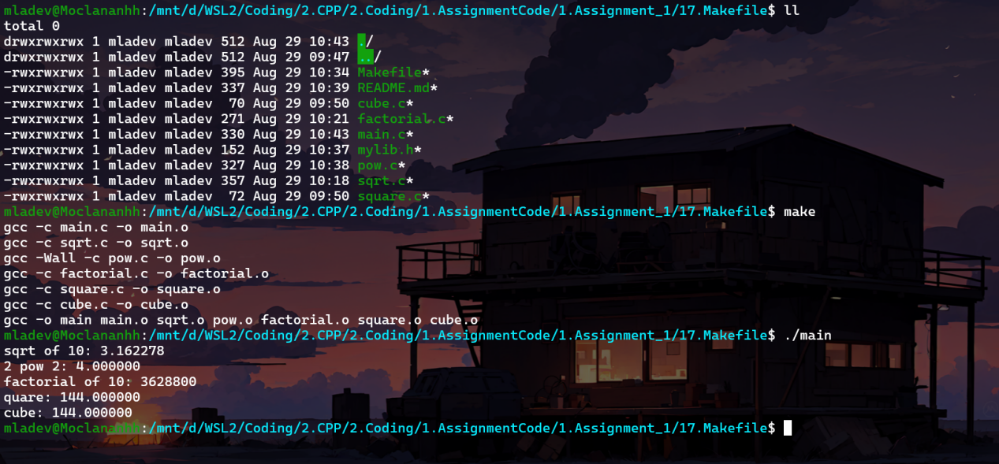 mladev@Moclananhh:/mnt/d/WSL2/Coding/2.CPP/2.Coding/1.AssignmentCode/1.Assignment_1/17.Makefile$ ll
total 0
drwxrwxrwx 1 mladev mladev 512 Aug 29 10:43 ./
drwxrwxrwx 1 mladev mladev 512 Aug 29 09:47 ../
-rwxrwxrwx 1 mladev mladev 395 Aug 29 10:34 Makefile*
-rwxrwxrwx 1 mladev mladev 337 Aug 29 10:39 README.md*
-rwxrwxrwx 1 mladev mladev  70 Aug 29 09:50 cube.c*
-rwxrwxrwx 1 mladev mladev 271 Aug 29 10:21 factorial.c*
-rwxrwxrwx 1 mladev mladev 330 Aug 29 10:43 main.c*
-rwxrwxrwx 1 mladev mladev 152 Aug 29 10:37 mylib.h*
-rwxrwxrwx 1 mladev mladev 327 Aug 29 10:38 pow.c*
-rwxrwxrwx 1 mladev mladev 357 Aug 29 10:18 sqrt.c*
-rwxrwxrwx 1 mladev mladev  72 Aug 29 09:50 square.c*
mladev@Moclananhh:/mnt/d/WSL2/Coding/2.CPP/2.Coding/1.AssignmentCode/1.Assignment_1/17.Makefile$ make
gcc -c main.c -o main.o
gcc -c sqrt.c -o sqrt.o
gcc -Wall -c pow.c -o pow.o
gcc -c factorial.c -o factorial.o
gcc -c square.c -o square.o
gcc -c cube.c -o cube.o
gcc -o main main.o sqrt.o pow.o factorial.o square.o cube.o
mladev@Moclananhh:/mnt/d/WSL2/Coding/2.CPP/2.Coding/1.AssignmentCode/1.Assignment_1/17.Makefile$ ./main
sqrt of 10: 3.162278
2 pow 2: 4.000000
factorial of 10: 3628800
quare: 144.000000
cube: 144.000000
mladev@Moclananhh:/mnt/d/WSL2/Coding/2.CPP/2.Coding/1.AssignmentCode/1.Assignment_1/17.Makefile$